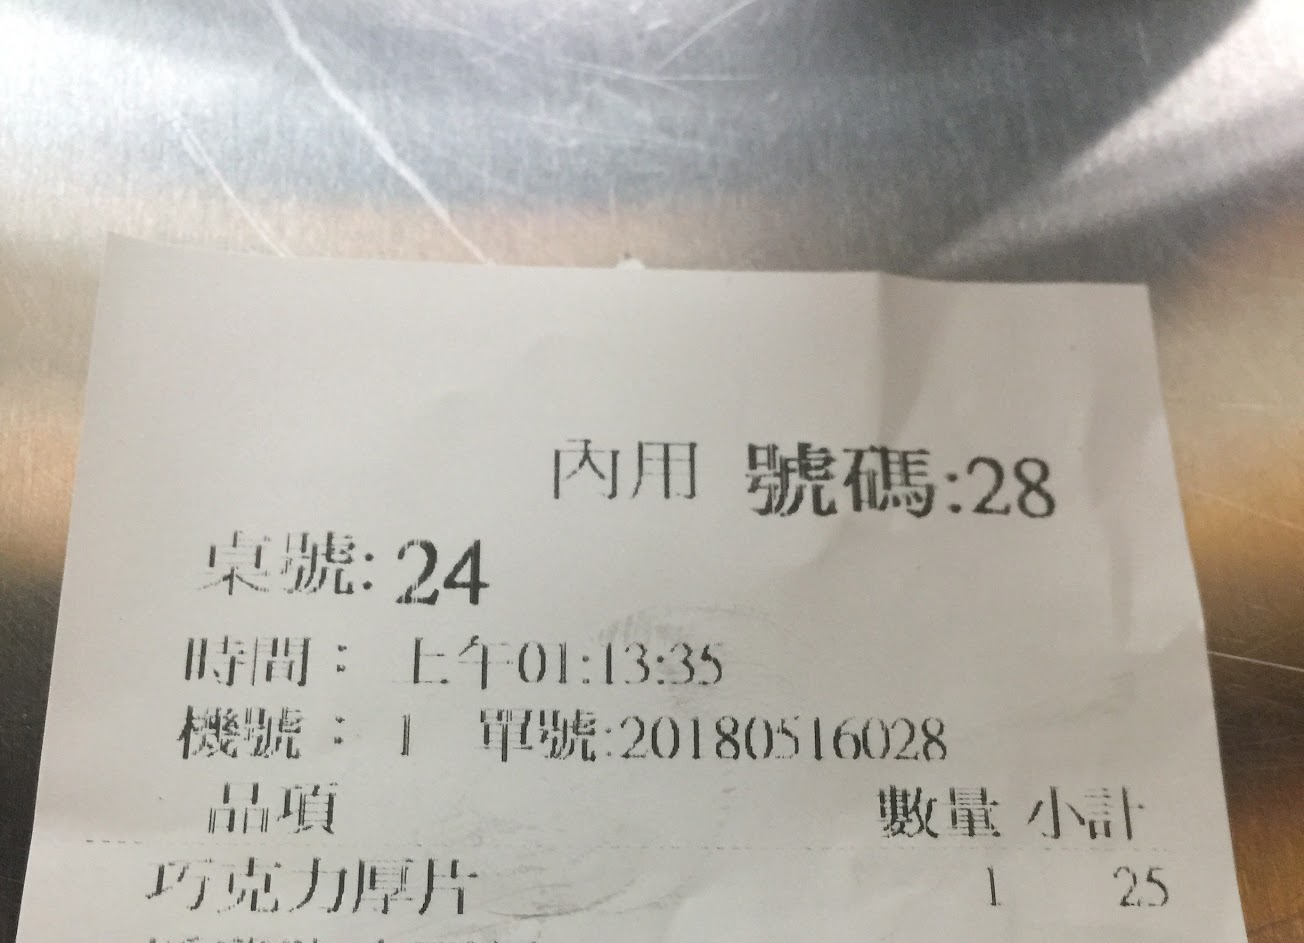 內用 號碼:28
桌號: 24
時間： 上午01:13:35
機號： 1 單號:20180516028
品項 數量 小計
巧克力厚片 1 25